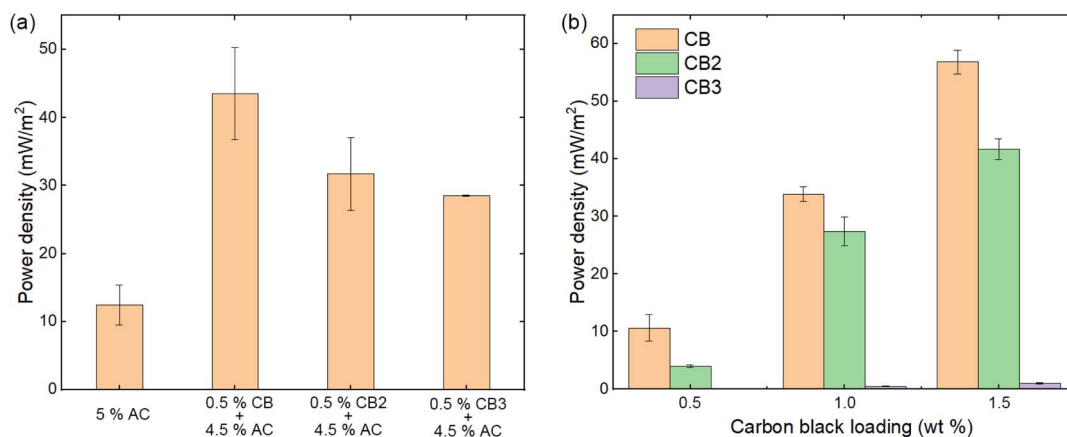 (a)
Power density (mW/m²)
50
40
30
20
10
0
5 % AC
0.5 % CB
+
4.5 % AC
0.5 % CB2
+
4.5 % AC
0.5 % CB3
+
4.5 % AC
(b)
Power density (mW/m²)
60
50
40
30
20
10
0
CB
CB2
CB3
0.5
1.0
1.5
Carbon black loading (wt %)